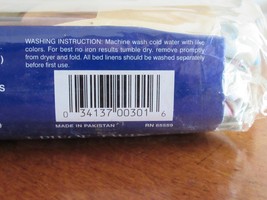 WASHING INSTRUCTION: Machine wash cold water with like
colors. For best no iron results tumble dry, remove promptly
from dryer and fold. All bed linens should be washed seperately
before first use.
0 34137 00301 6
MADE IN PAKISTAN